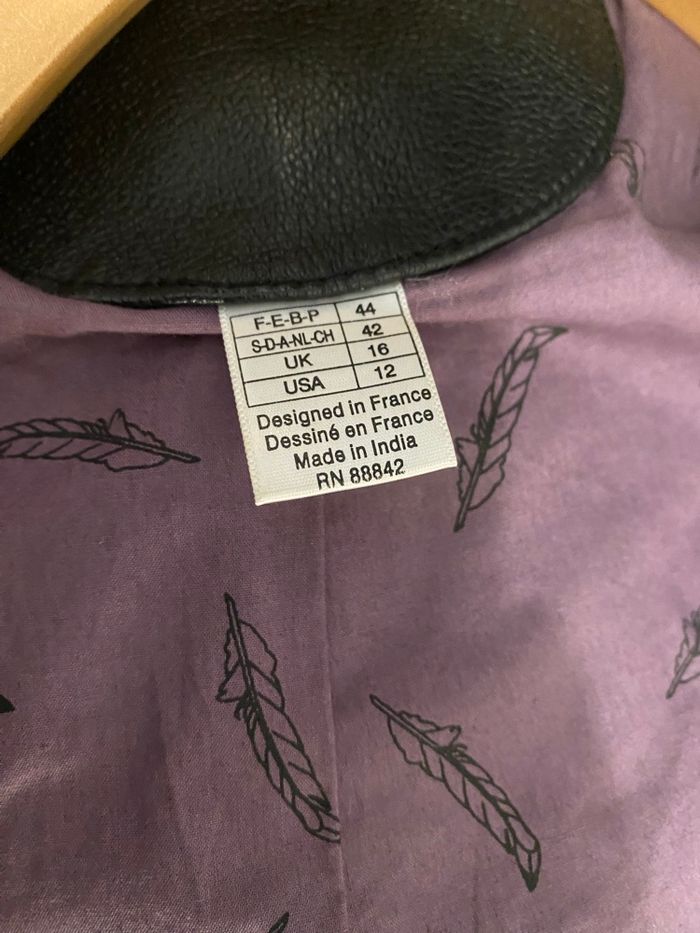 F-E-B-P 44
S-D-A-NL-CH 42
UK 16
USA 12
Designed in France
Dessiné en France
Made in India
RN 88842